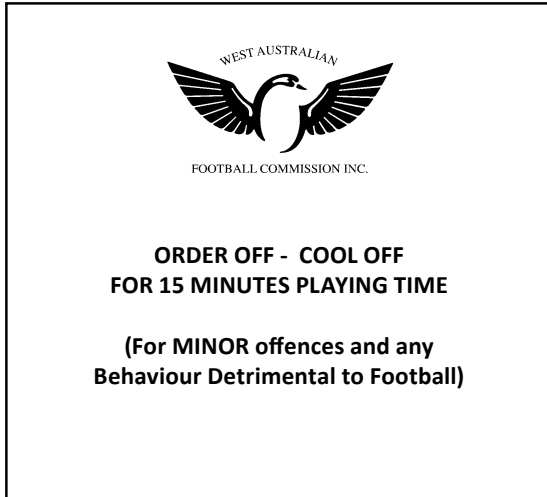 WEST AUSTRALIAN
FOOTBALL COMMISSION INC.
ORDER OFF - COOL OFF
FOR 15 MINUTES PLAYING TIME
(For MINOR offences and any
Behaviour Detrimental to Football)